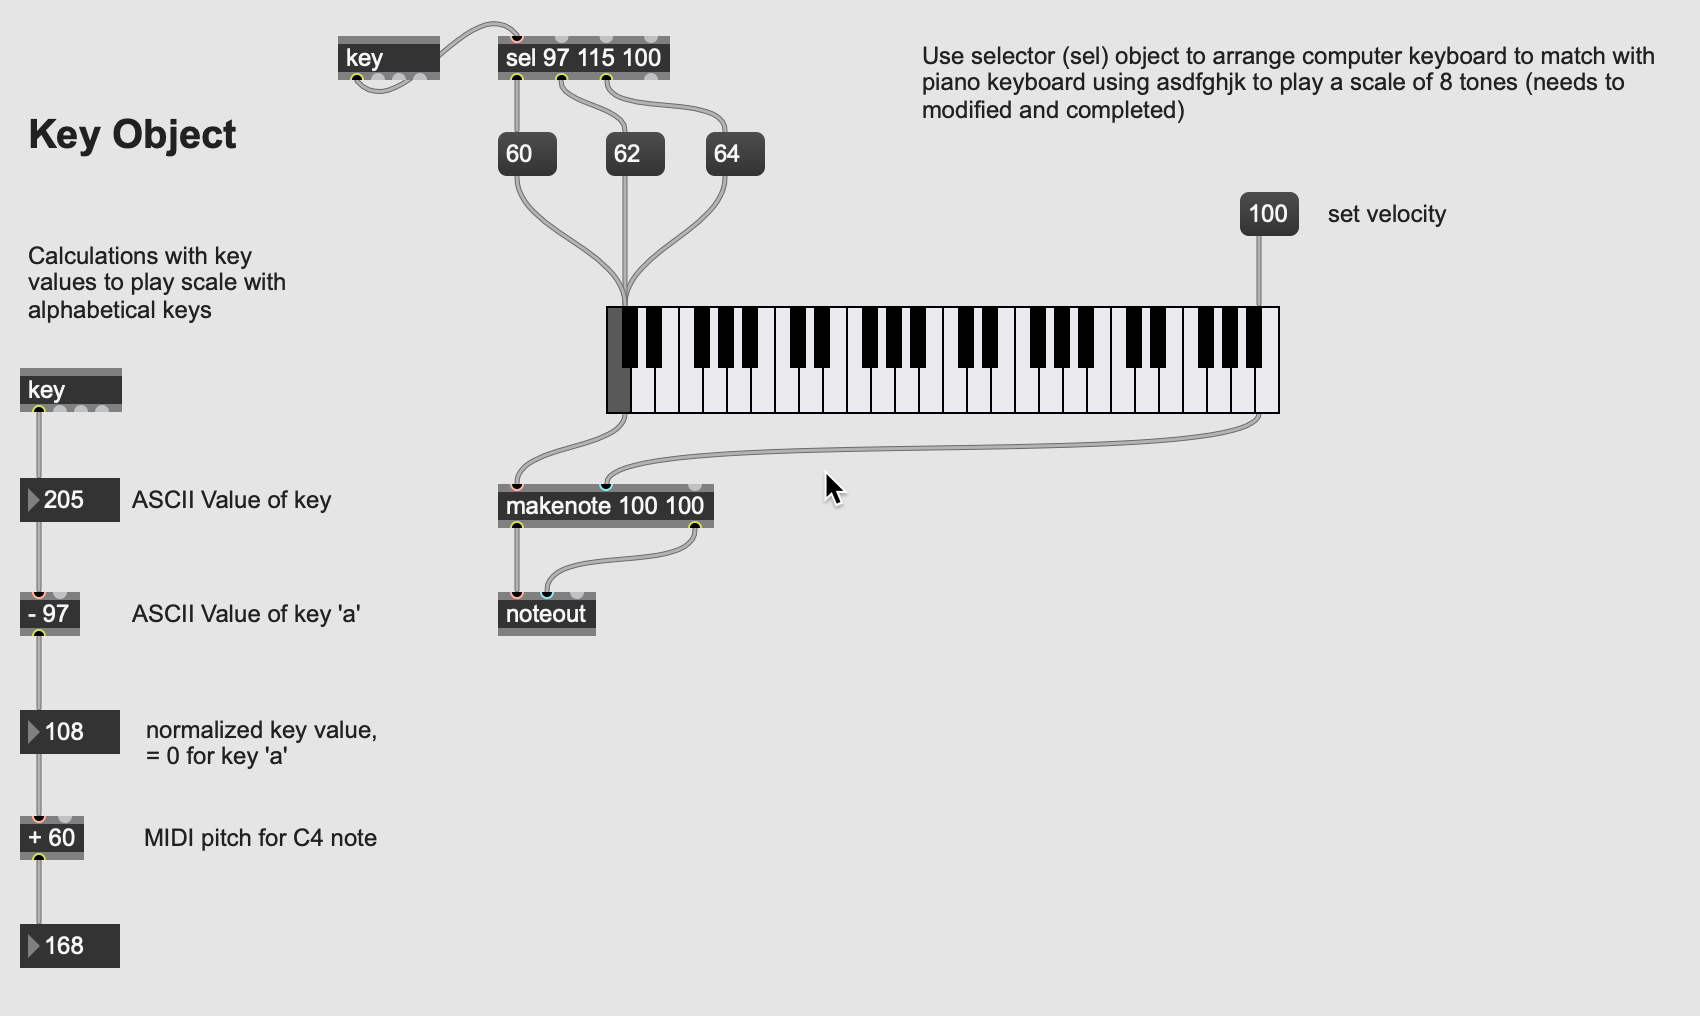 key
sel 97 115 100
Use selector (sel) object to arrange computer keyboard to match with
piano keyboard using asdfghjk to play a scale of 8 tones (needs to
modified and completed)
Key Object
60
62
64
100
set velocity
Calculations with key
values to play scale with
alphabetical keys
key
205
ASCII Value of key
makenote 100 100
- 97
ASCII Value of key 'a'
noteout
108
normalized key value,
= 0 for key 'a'
+ 60
MIDI pitch for C4 note
168